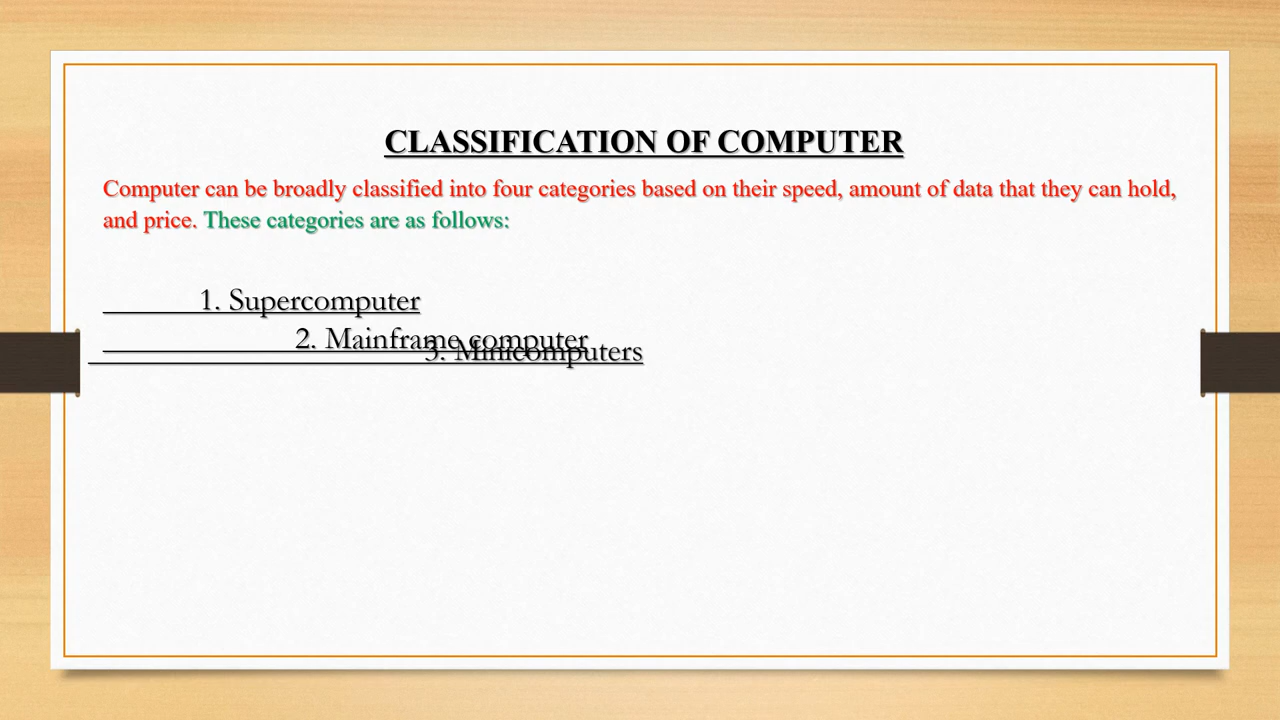 CLASSIFICATION OF COMPUTER
Computer can be broadly classified into four categories based on their speed, amount of data that they can hold,
and price. These categories are as follows:
1. Supercomputer
2. Mainframe computer
3. Minicomputers